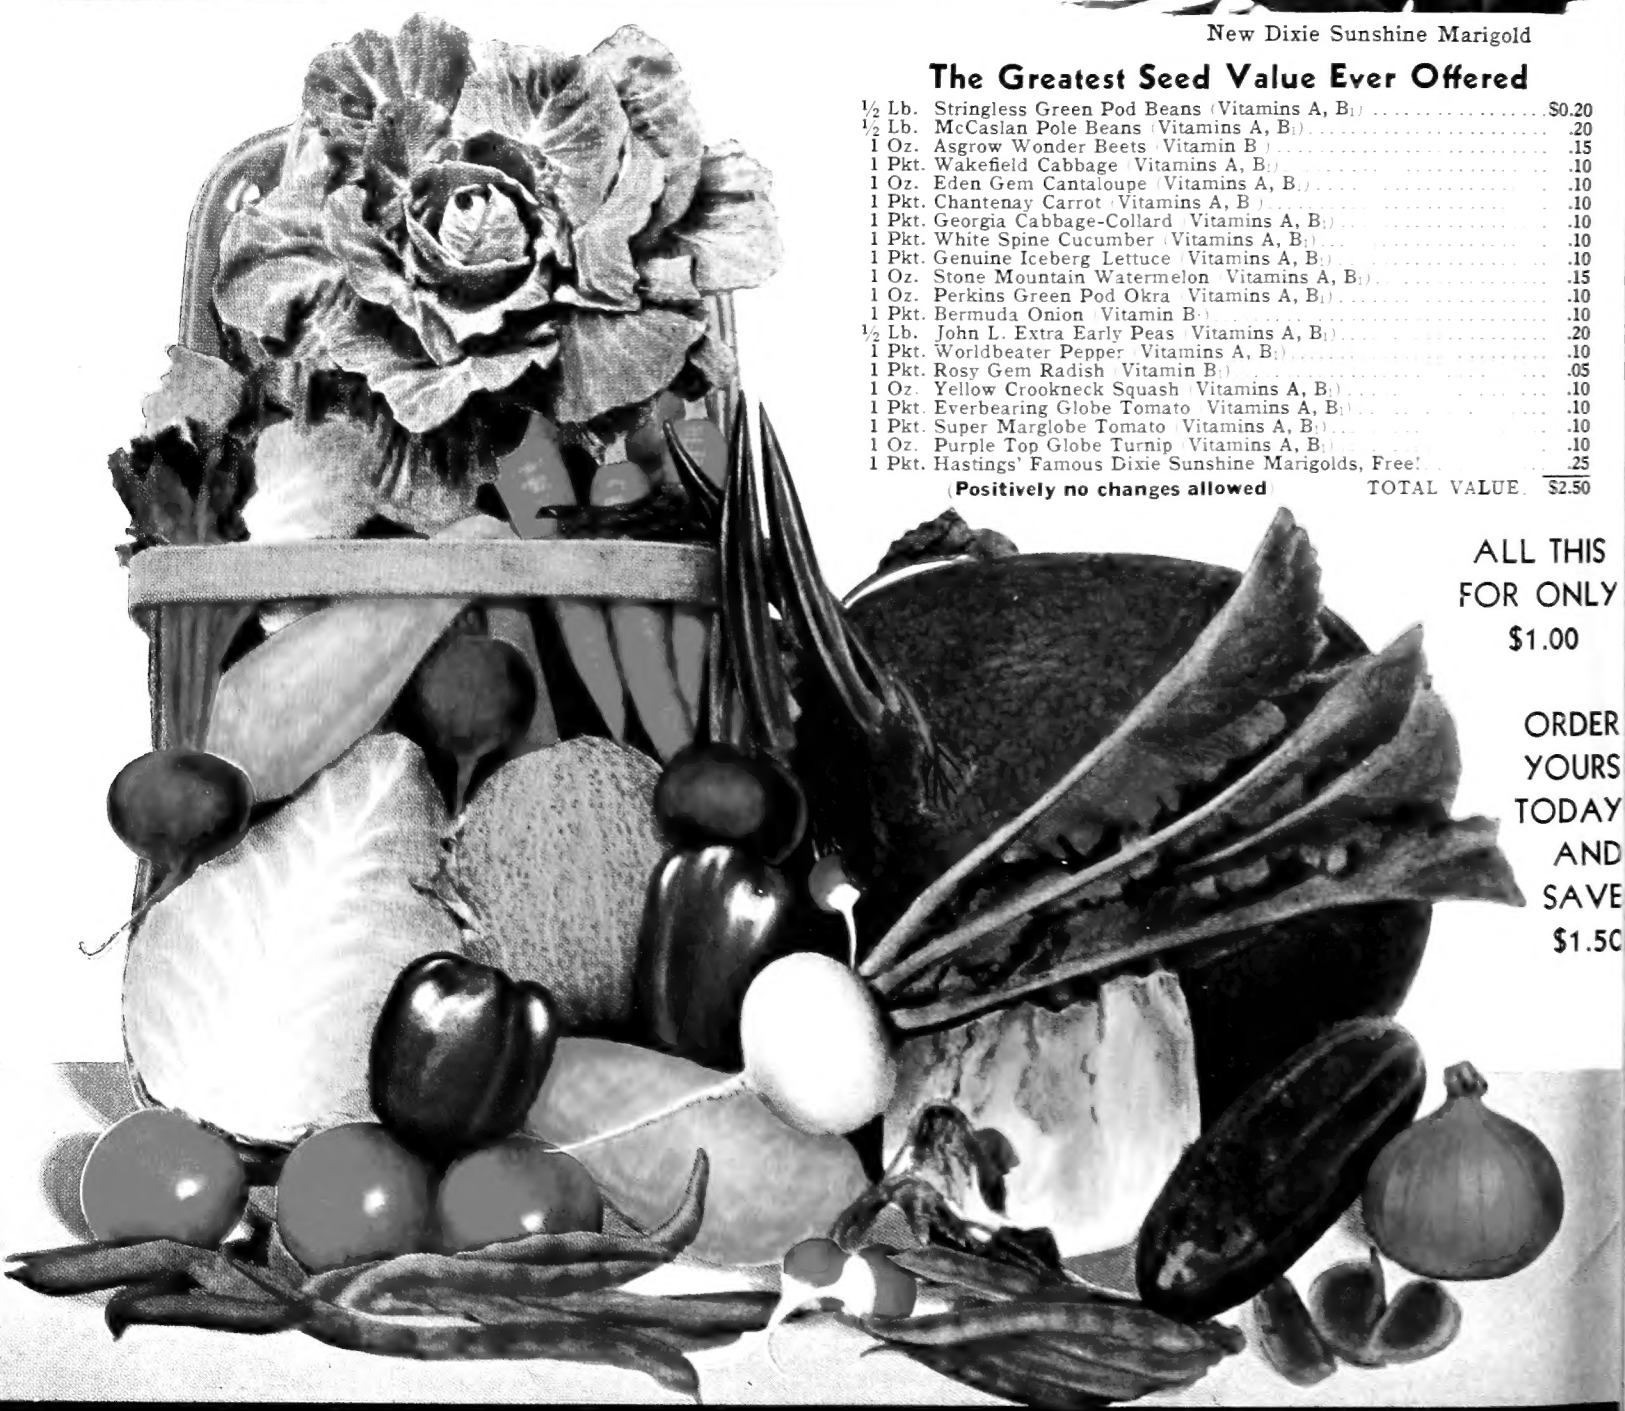 New Dixie Sunshine Marigold
The Greatest Seed Value Ever Offered
½ Lb. Stringless Green Pod Beans (Vitamins A, B₁) $0.20
½ Lb. McCaslan Pole Beans (Vitamins A, B₁) .20
1 Oz. Asgrow Wonder Beets (Vitamin B ) .15
1 Pkt. Wakefield Cabbage (Vitamins A, B₁) .10
1 Oz. Eden Gem Cantaloupe (Vitamins A, B₁) .10
1 Pkt. Chantenay Carrot (Vitamins A, B ) .10
1 Pkt. Georgia Cabbage-Collard (Vitamins A, B₁) .10
1 Pkt. White Spine Cucumber (Vitamins A, B₁) .10
1 Pkt. Genuine Iceberg Lettuce (Vitamins A, B₁) .10
1 Oz. Stone Mountain Watermelon (Vitamins A, B₁) .15
1 Oz. Perkins Green Pod Okra (Vitamins A, B₁) .10
1 Pkt. Bermuda Onion (Vitamin B₁) .10
½ Lb. John L. Extra Early Peas (Vitamins A, B₁) .20
1 Pkt. Worldbeater Pepper (Vitamins A, B₁) .10
1 Pkt. Rosy Gem Radish (Vitamin B₁) .05
1 Oz. Yellow Crookneck Squash (Vitamins A, B₁) .10
1 Pkt. Everbearing Globe Tomato (Vitamins A, B₁) .10
1 Pkt. Super Marglobe Tomato (Vitamins A, B₁) .10
1 Oz. Purple Top Globe Turnip (Vitamins A, B₁) .10
1 Pkt. Hastings' Famous Dixie Sunshine Marigolds, Free! .25
(Positively no changes allowed) TOTAL VALUE. $2.50
ALL THIS
FOR ONLY
$1.00
ORDER
YOURS
TODAY
AND
SAVE
$1.50